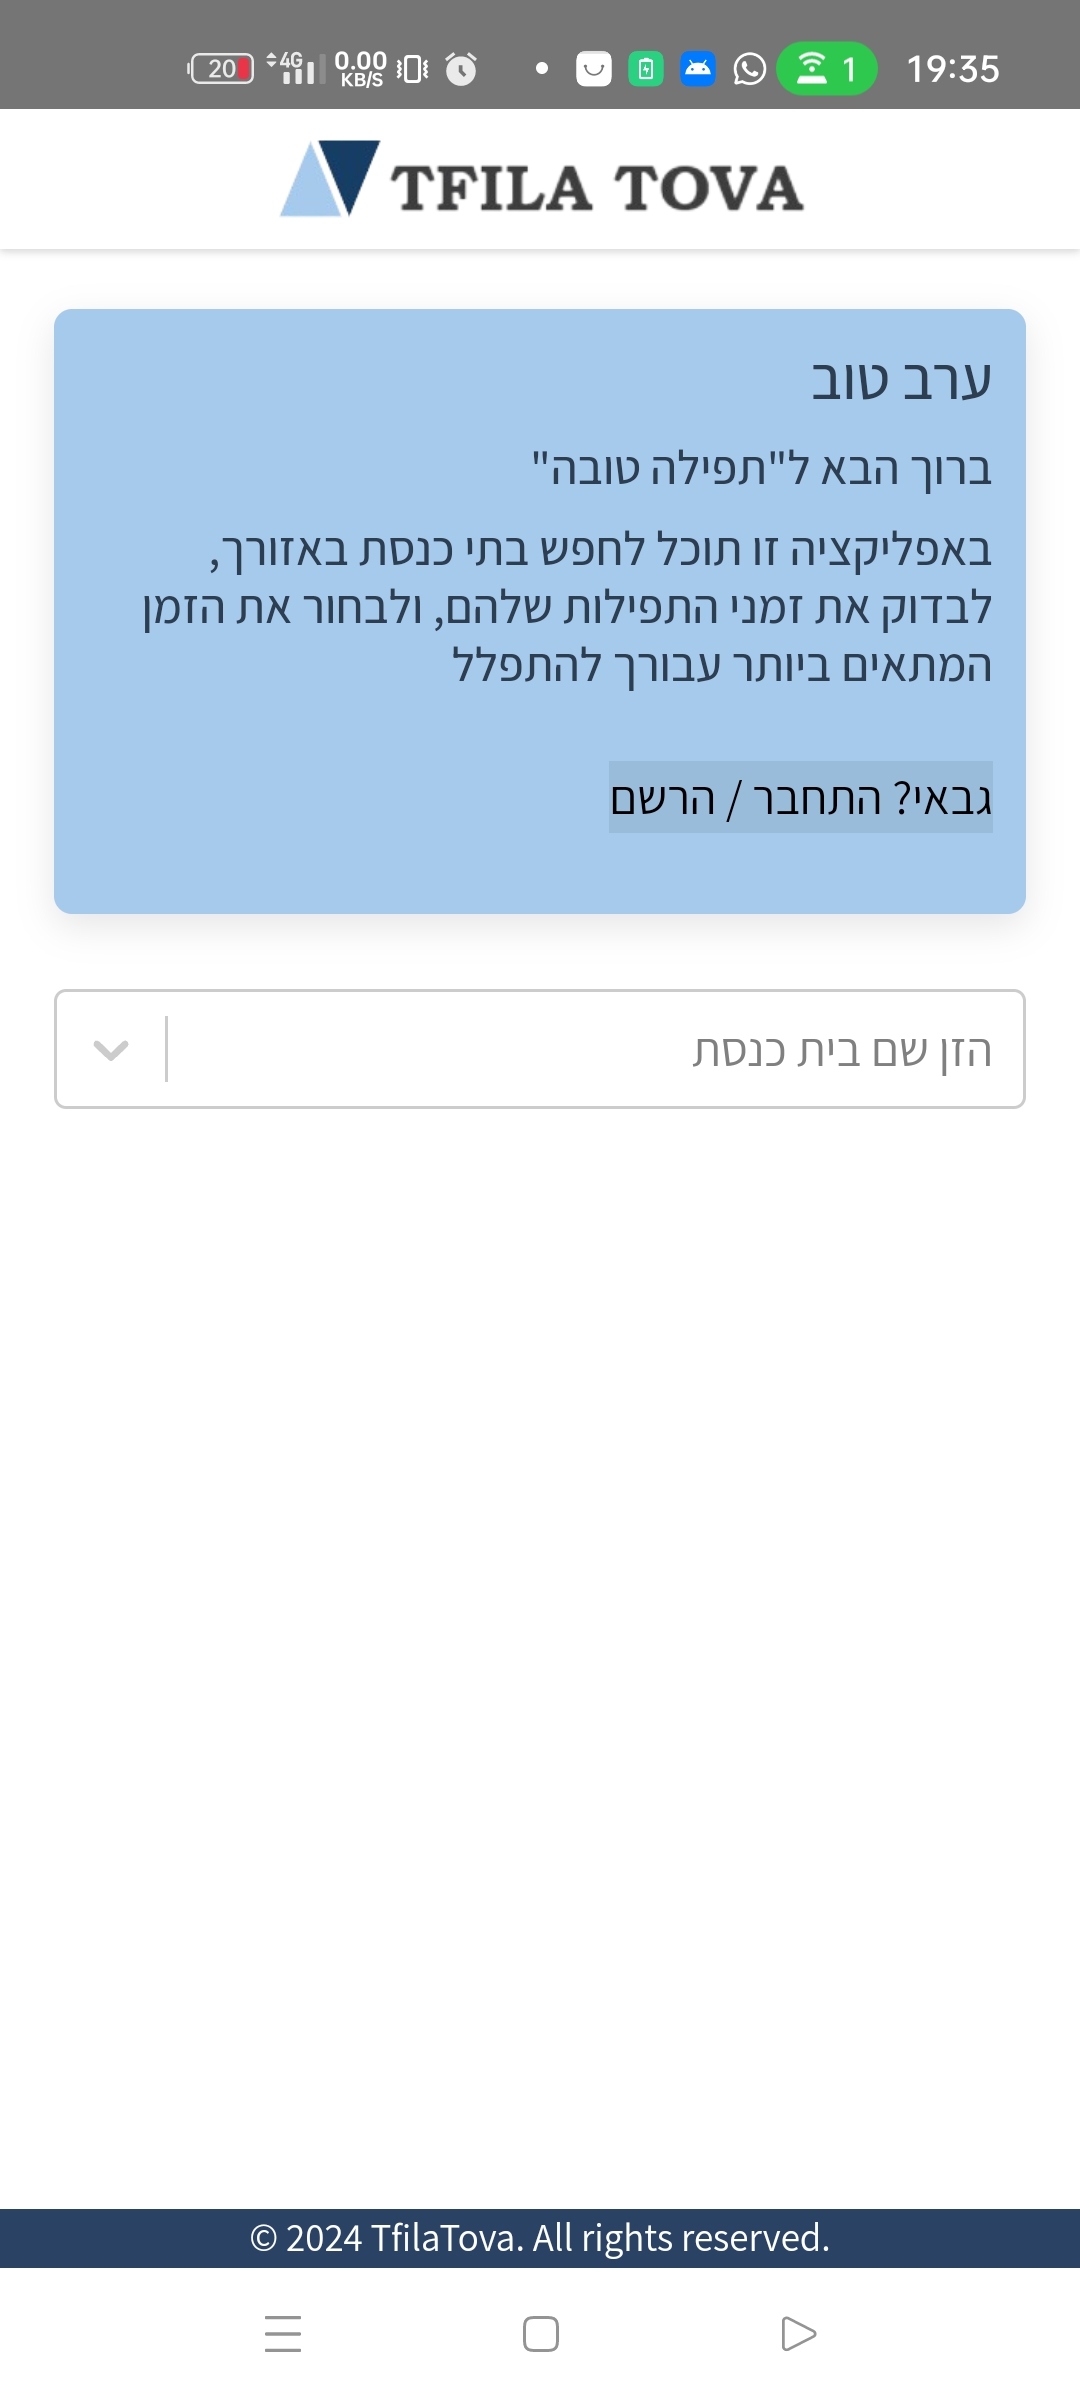 20 4G 0.00 KB/S 1 19:35
TFILA TOVA
ערב טוב
ברוך הבא ל"תפילה טובה"
באפליקציה זו תוכל לחפש בתי כנסת באזורך,
לבדוק את זמני התפילות שלהם, ולבחור את הזמן
המתאים ביותר עבורך להתפלל
גבאי? התחבר / הרשם
הזן שם בית כנסת
© 2024 TfilaTova. All rights reserved.